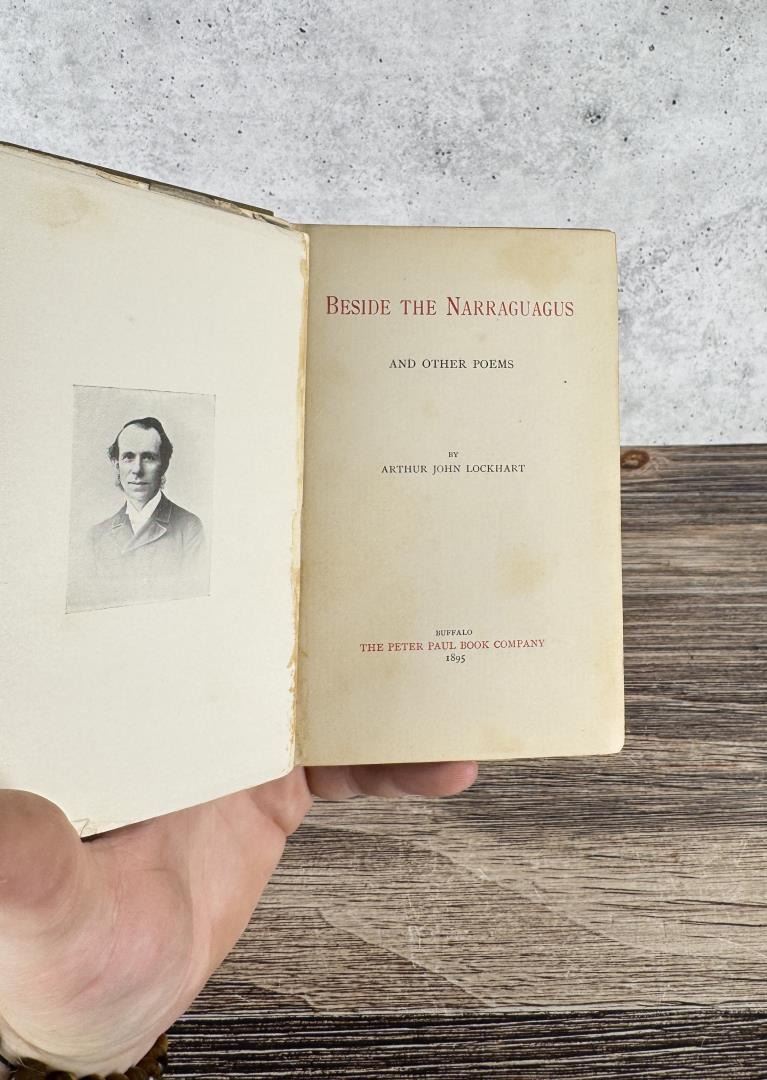 BESIDE THE NARRAGUAGUS
AND OTHER POEMS
BY
ARTHUR JOHN LOCKHART
BUFFALO
THE PETER PAUL BOOK COMPANY
1895